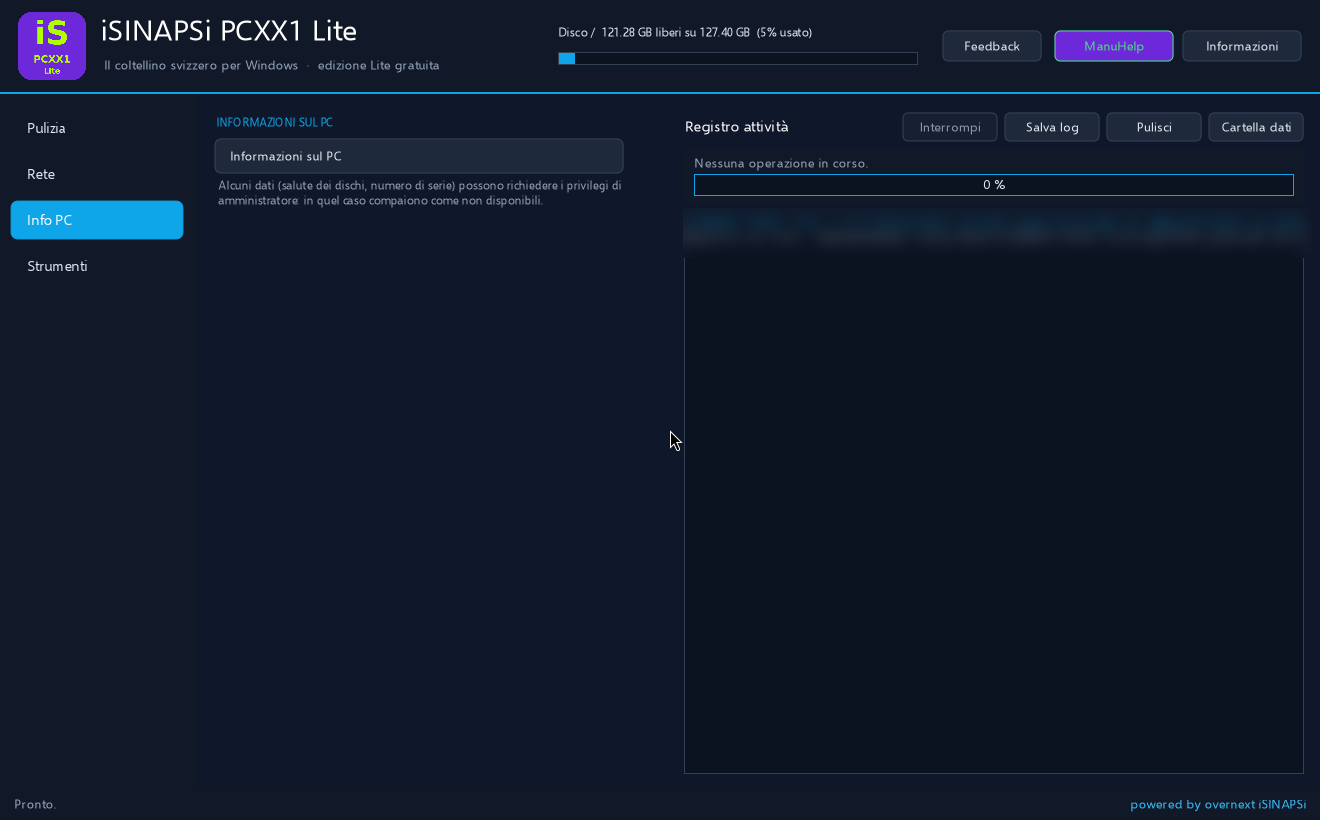 iS
PCXX1
Lite
iSINAPSi PCXX1 Lite
Il coltellino svizzero per Windows · edizione Lite gratuita
Disco / 121.28 GB liberi su 127.40 GB (5% usato)
Feedback
ManuHelp
Informazioni
Pulizia
Rete
Info PC
Strumenti
INFORMAZIONI SUL PC
Informazioni sul PC
Alcuni dati (salute dei dischi, numero di serie) possono richiedere i privilegi di
amministratore: in quel caso compaiono come non disponibili.
Registro attività
Interrompi
Salva log
Pulisci
Cartella dati
Nessuna operazione in corso.
0 %
Pronto.
powered by overnext iSINAPSi